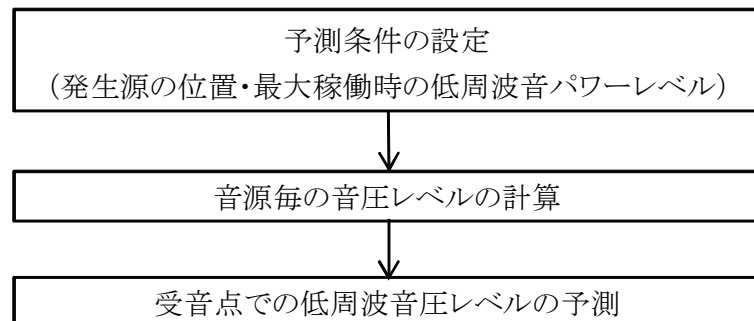 予測条件の設定
（発生源の位置・最大稼働時の低周波音パワーレベル）
音源毎の音圧レベルの計算
受音点での低周波音圧レベルの予測